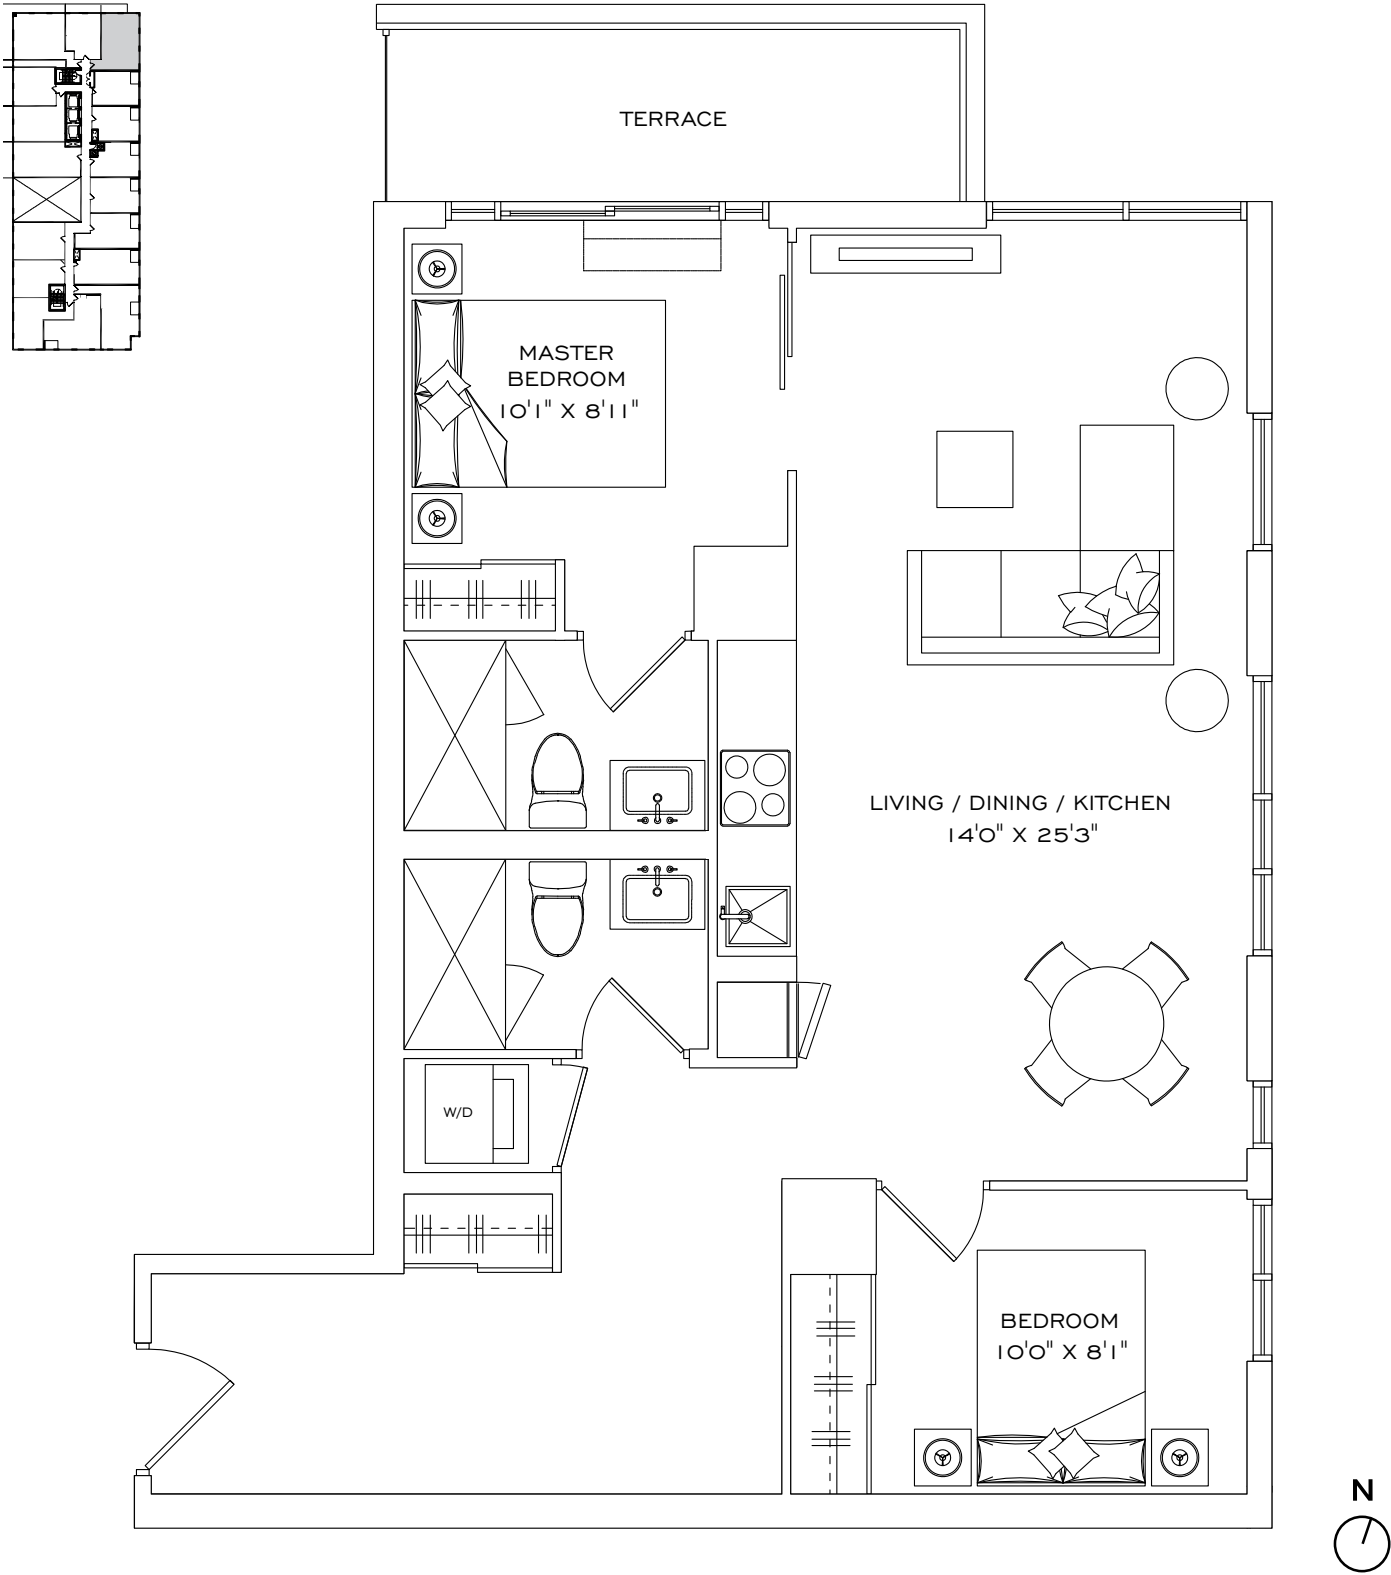 TERRACE
MASTER
BEDROOM
10'1" X 8'11"
LIVING / DINING / KITCHEN
14'0" X 25'3"
W/D
BEDROOM
10'0" X 8'1"
N